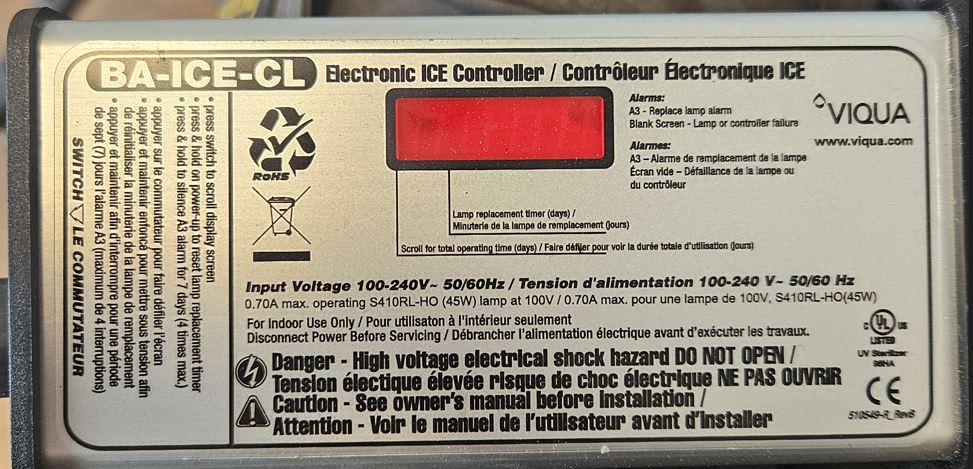 BA-ICE-CL
Electronic ICE Controller / Contrôleur Électronique ICE
• press switch to scroll display screen
• press & hold on power-up to reset lamp replacement timer
• press & hold to silence A3 alarm for 7 days (4 times max.)
• appuyer sur le commutateur pour faire défiler l'écran
• appuyer et maintenir enfoncé pour mettre sous tension afin
de réinitialiser la minuterie de la lampe de remplacement
• appuyer et maintenir afin d'interrompre pour une période
de sept (7) jours l'alarme A3 (maximum de 4 interruptions)
SWITCH ▽ LE COMMUTATEUR
RoHS
Alarms:
A3 - Replace lamp alarm
Blank Screen - Lamp or controller failure
Alarmes:
A3 – Alarme de remplacement de la lampe
Écran vide – Défaillance de la lampe ou
du contrôleur
VIQUA
www.viqua.com
Lamp replacement timer (days) /
Minuterie de la lampe de remplacement (jours)
Scroll for total operating time (days) / Faire défiler pour voir la durée totale d'utilisation (jours)
Input Voltage 100-240V~ 50/60Hz / Tension d'alimentation 100-240 V~ 50/60 Hz
0.70A max. operating S410RL-HO (45W) lamp at 100V / 0.70A max. pour une lampe de 100V, S410RL-HO(45W)
For Indoor Use Only / Pour utilisaton à l'intérieur seulement
Disconnect Power Before Servicing / Débrancher l'alimentation électrique avant d'exécuter les travaux.
Danger - High voltage electrical shock hazard DO NOT OPEN /
Tension électique élevée risque de choc électrique NE PAS OUVRIR
Caution - See owner's manual before installation /
Attention - Voir le manuel de l'utilisateur avant d'installer
C UL US
LISTED
UV Sterilizer
98HA
CE
510549-R_RevB